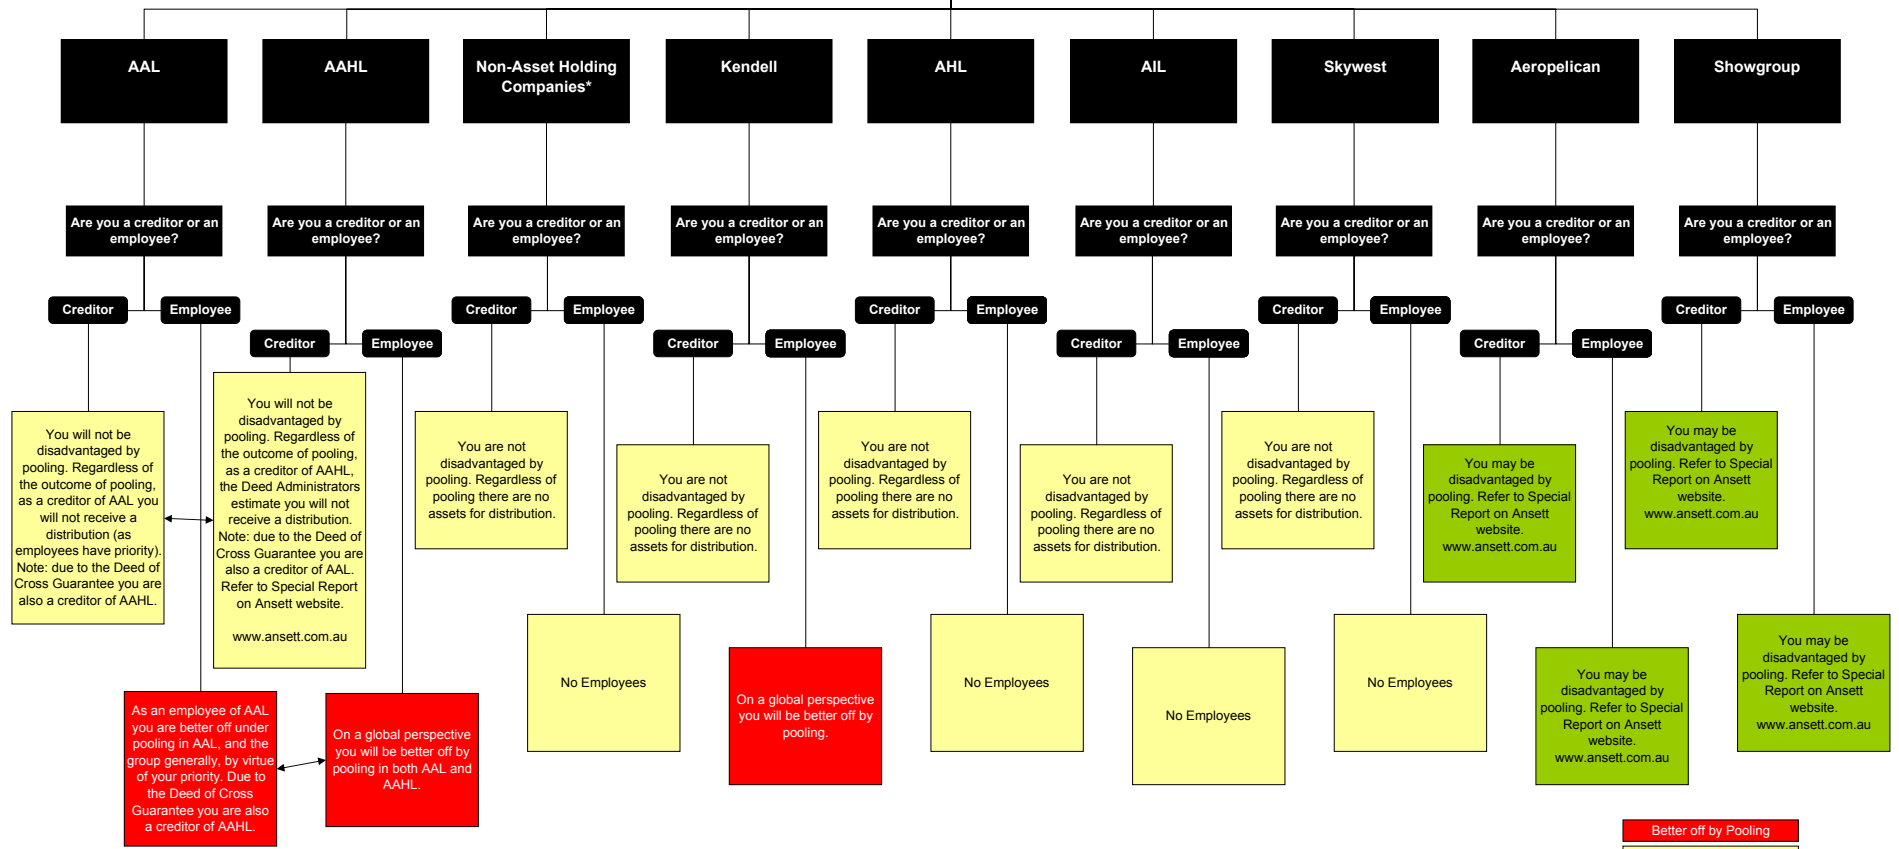 AAL
AAHL
Non-Asset Holding
Companies*
Kendell
AHL
AIL
Skywest
Aeropelican
Showgroup
Are you a creditor or an
employee?
Are you a creditor or an
employee?
Are you a creditor or an
employee?
Are you a creditor or an
employee?
Are you a creditor or an
employee?
Are you a creditor or an
employee?
Are you a creditor or an
employee?
Are you a creditor or an
employee?
Are you a creditor or an
employee?
Creditor
Employee
Creditor
Employee
Creditor
Employee
Creditor
Employee
Creditor
Employee
Creditor
Employee
Creditor
Employee
Creditor
Employee
Creditor
Employee
You will not be
disadvantaged by
pooling. Regardless of
the outcome of pooling,
as a creditor of AAL you
will not receive a
distribution (as
employees have priority).
Note: due to the Deed of
Cross Guarantee you are
also a creditor of AAHL.
You will not be
disadvantaged by
pooling. Regardless of
the outcome of pooling,
as a creditor of AAHL,
the Deed Administrators
estimate you will not
receive a distribution.
Note: due to the Deed of
Cross Guarantee you are
also a creditor of AAL.
Refer to Special Report
on Ansett website.
www.ansett.com.au
You are not
disadvantaged by
pooling. Regardless of
pooling there are no
assets for distribution.
You are not
disadvantaged by
pooling. Regardless of
pooling there are no
assets for distribution.
You are not
disadvantaged by
pooling. Regardless of
pooling there are no
assets for distribution.
You are not
disadvantaged by
pooling. Regardless of
pooling there are no
assets for distribution.
You are not
disadvantaged by
pooling. Regardless of
pooling there are no
assets for distribution.
You may be
disadvantaged by
pooling. Refer to Special
Report on Ansett
website.
www.ansett.com.au
You may be
disadvantaged by
pooling. Refer to Special
Report on Ansett
website.
www.ansett.com.au
As an employee of AAL
you are better off under
pooling in AAL, and the
group generally, by virtue
of your priority. Due to
the Deed of Cross
Guarantee you are also
a creditor of AAHL.
On a global perspective
you will be better off by
pooling in both AAL and
AAHL.
No Employees
On a global perspective
you will be better off by
pooling.
No Employees
No Employees
No Employees
You may be
disadvantaged by
pooling. Refer to Special
Report on Ansett
website.
www.ansett.com.au
You may be
disadvantaged by
pooling. Refer to Special
Report on Ansett
website.
www.ansett.com.au
Better off by Pooling